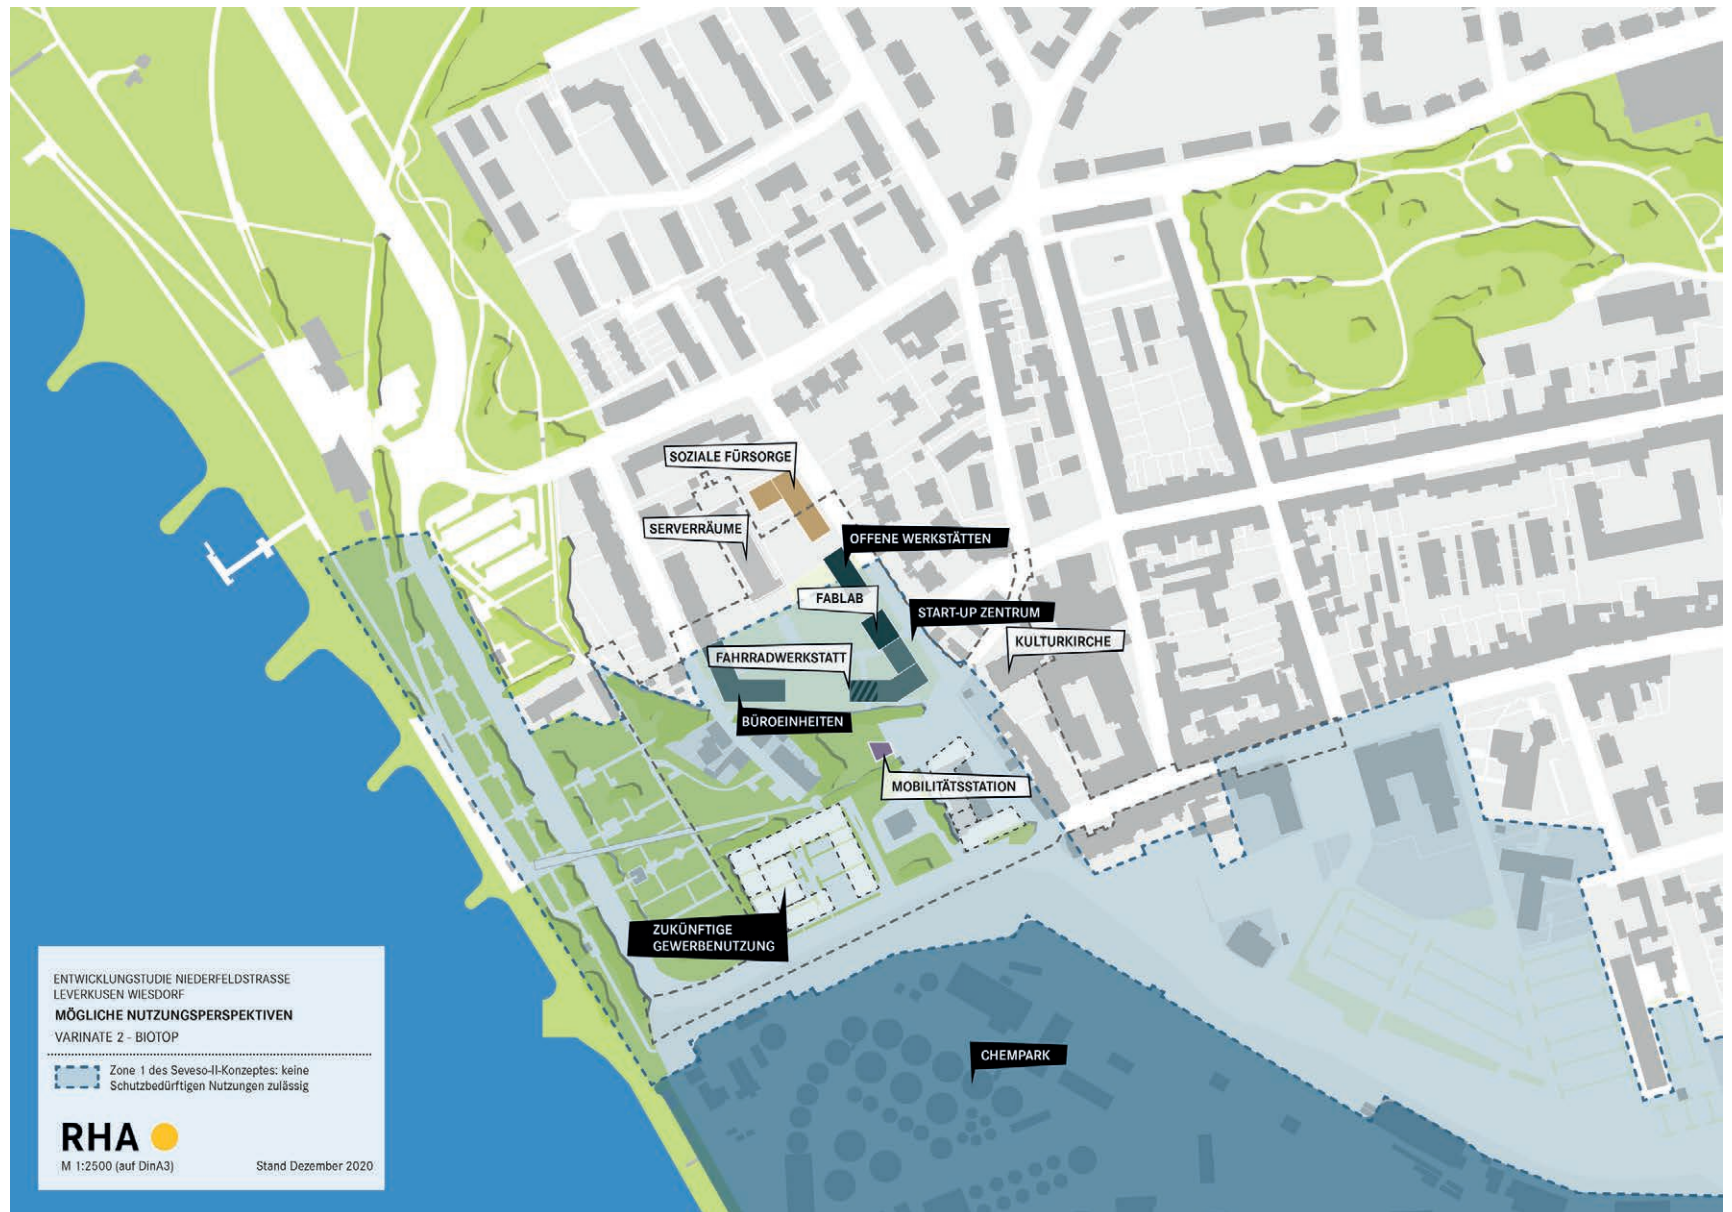 SOZIALE FÜRSORGE
SERVERRÄUME
OFFENE WERKSTÄTTEN
FABLAB
START-UP ZENTRUM
KULTURKIRCHE
FAHRRADWERKSTATT
BÜROEINHEITEN
MOBILITÄTSSTATION
ZUKÜNFTIGE
GEWERBENUTZUNG
CHEMPARK
ENTWICKLUNGSTUDIE NIEDERFELDSTRASSE
LEVERKUSEN WIESDORF
MÖGLICHE NUTZUNGSPERSPEKTIVEN
VARINATE 2 - BIOTOP
Zone 1 des Seveso-II-Konzeptes: keine
Schutzbedürftigen Nutzungen zulässig
RHA
M 1:2500 (auf DinA3)
Stand Dezember 2020